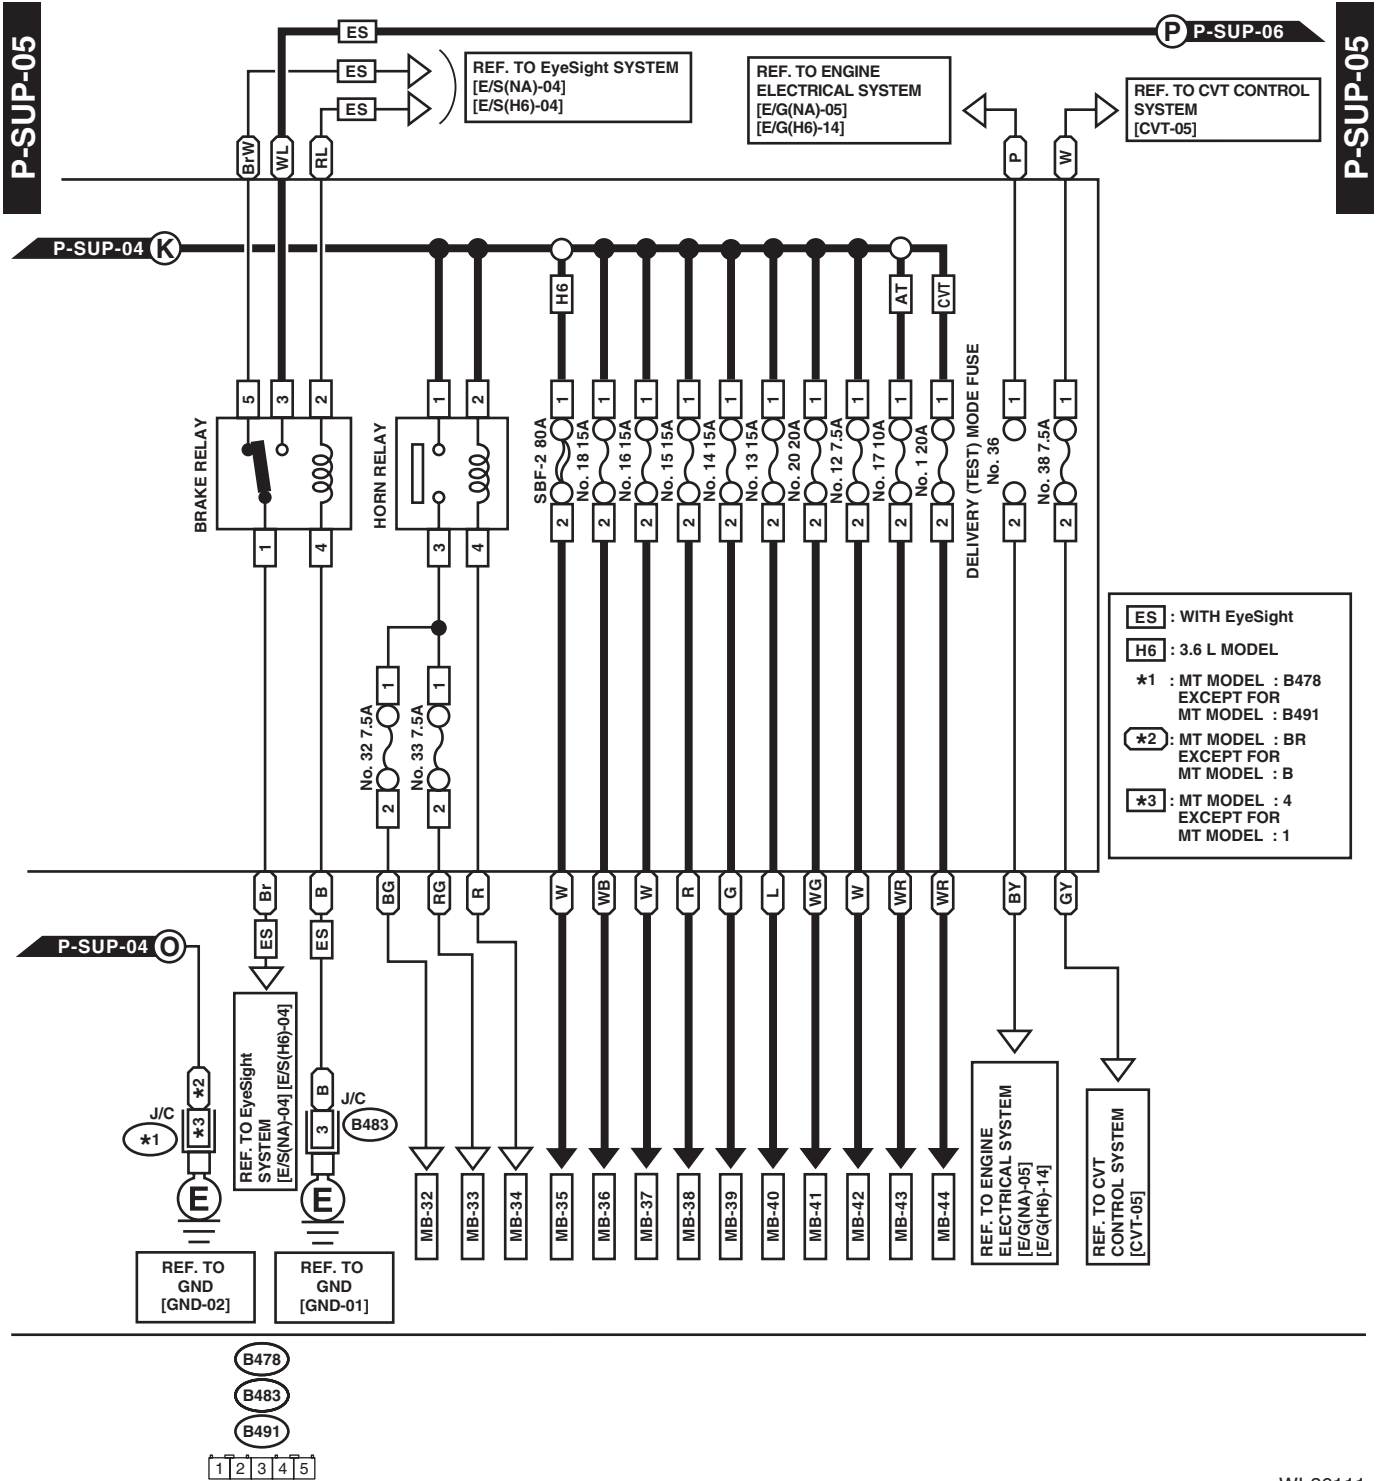 P-SUP-05
P-SUP-05
ES
P P-SUP-06
ES
ES
REF. TO EyeSight SYSTEM
[E/S(NA)-04]
[E/S(H6)-04]
REF. TO ENGINE
ELECTRICAL SYSTEM
[E/G(NA)-05]
[E/G(H6)-14]
REF. TO CVT CONTROL
SYSTEM
[CVT-05]
BrW
WL
RL
P
W
P-SUP-04 K
H6
AT
CVT
BRAKE RELAY
5
3
2
1
4
HORN RELAY
1
2
3
4
1
SBF-2 80A
2
1
No. 18 15A
2
1
No. 16 15A
2
1
No. 15 15A
2
1
No. 14 15A
2
1
No. 13 15A
2
1
No. 20 20A
2
1
No. 12 7.5A
2
1
No. 17 10A
2
1
No. 1 20A
2
DELIVERY (TEST) MODE FUSE
No. 36
1
2
No. 38 7.5A
1
2
No. 32 7.5A
1
2
No. 33 7.5A
1
2
ES : WITH EyeSight
H6 : 3.6 L MODEL
*1 : MT MODEL : B478
EXCEPT FOR
MT MODEL : B491
*2 : MT MODEL : BR
EXCEPT FOR
MT MODEL : B
*3 : MT MODEL : 4
EXCEPT FOR
MT MODEL : 1
Br
B
BG
RG
R
W
WB
W
R
G
L
WG
W
WR
WR
BY
GY
P-SUP-04 O
ES
ES
REF. TO EyeSight
SYSTEM
[E/S(NA)-04] [E/S(H6)-04]
*2
J/C
*1
*3
E
B
J/C
B483
3
E
REF. TO
GND
[GND-02]
REF. TO
GND
[GND-01]
MB-32
MB-33
MB-34
MB-35
MB-36
MB-37
MB-38
MB-39
MB-40
MB-41
MB-42
MB-43
MB-44
REF. TO ENGINE
ELECTRICAL SYSTEM
[E/G(NA)-05]
[E/G(H6)-14]
REF. TO CVT
CONTROL SYSTEM
[CVT-05]
B478
B483
B491
1 2 3 4 5